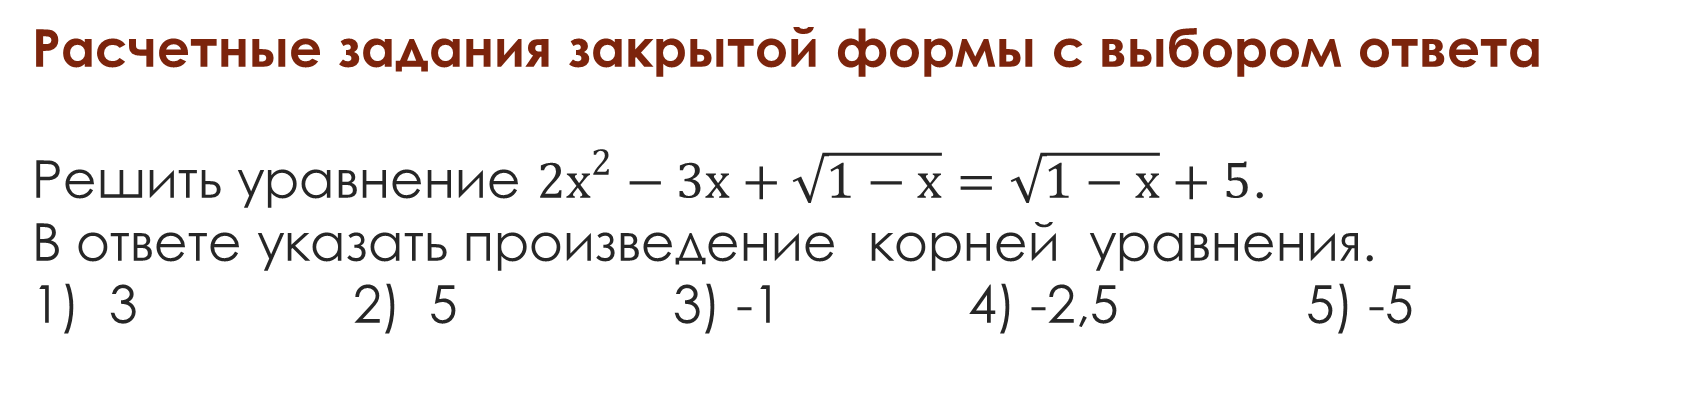 Расчетные задания закрытой формы с выбором ответа
Решить уравнение 2x² − 3x + √(1 − x) = √(1 − x) + 5.
В ответе указать произведение корней уравнения.
1) 3 2) 5 3) -1 4) -2,5 5) -5